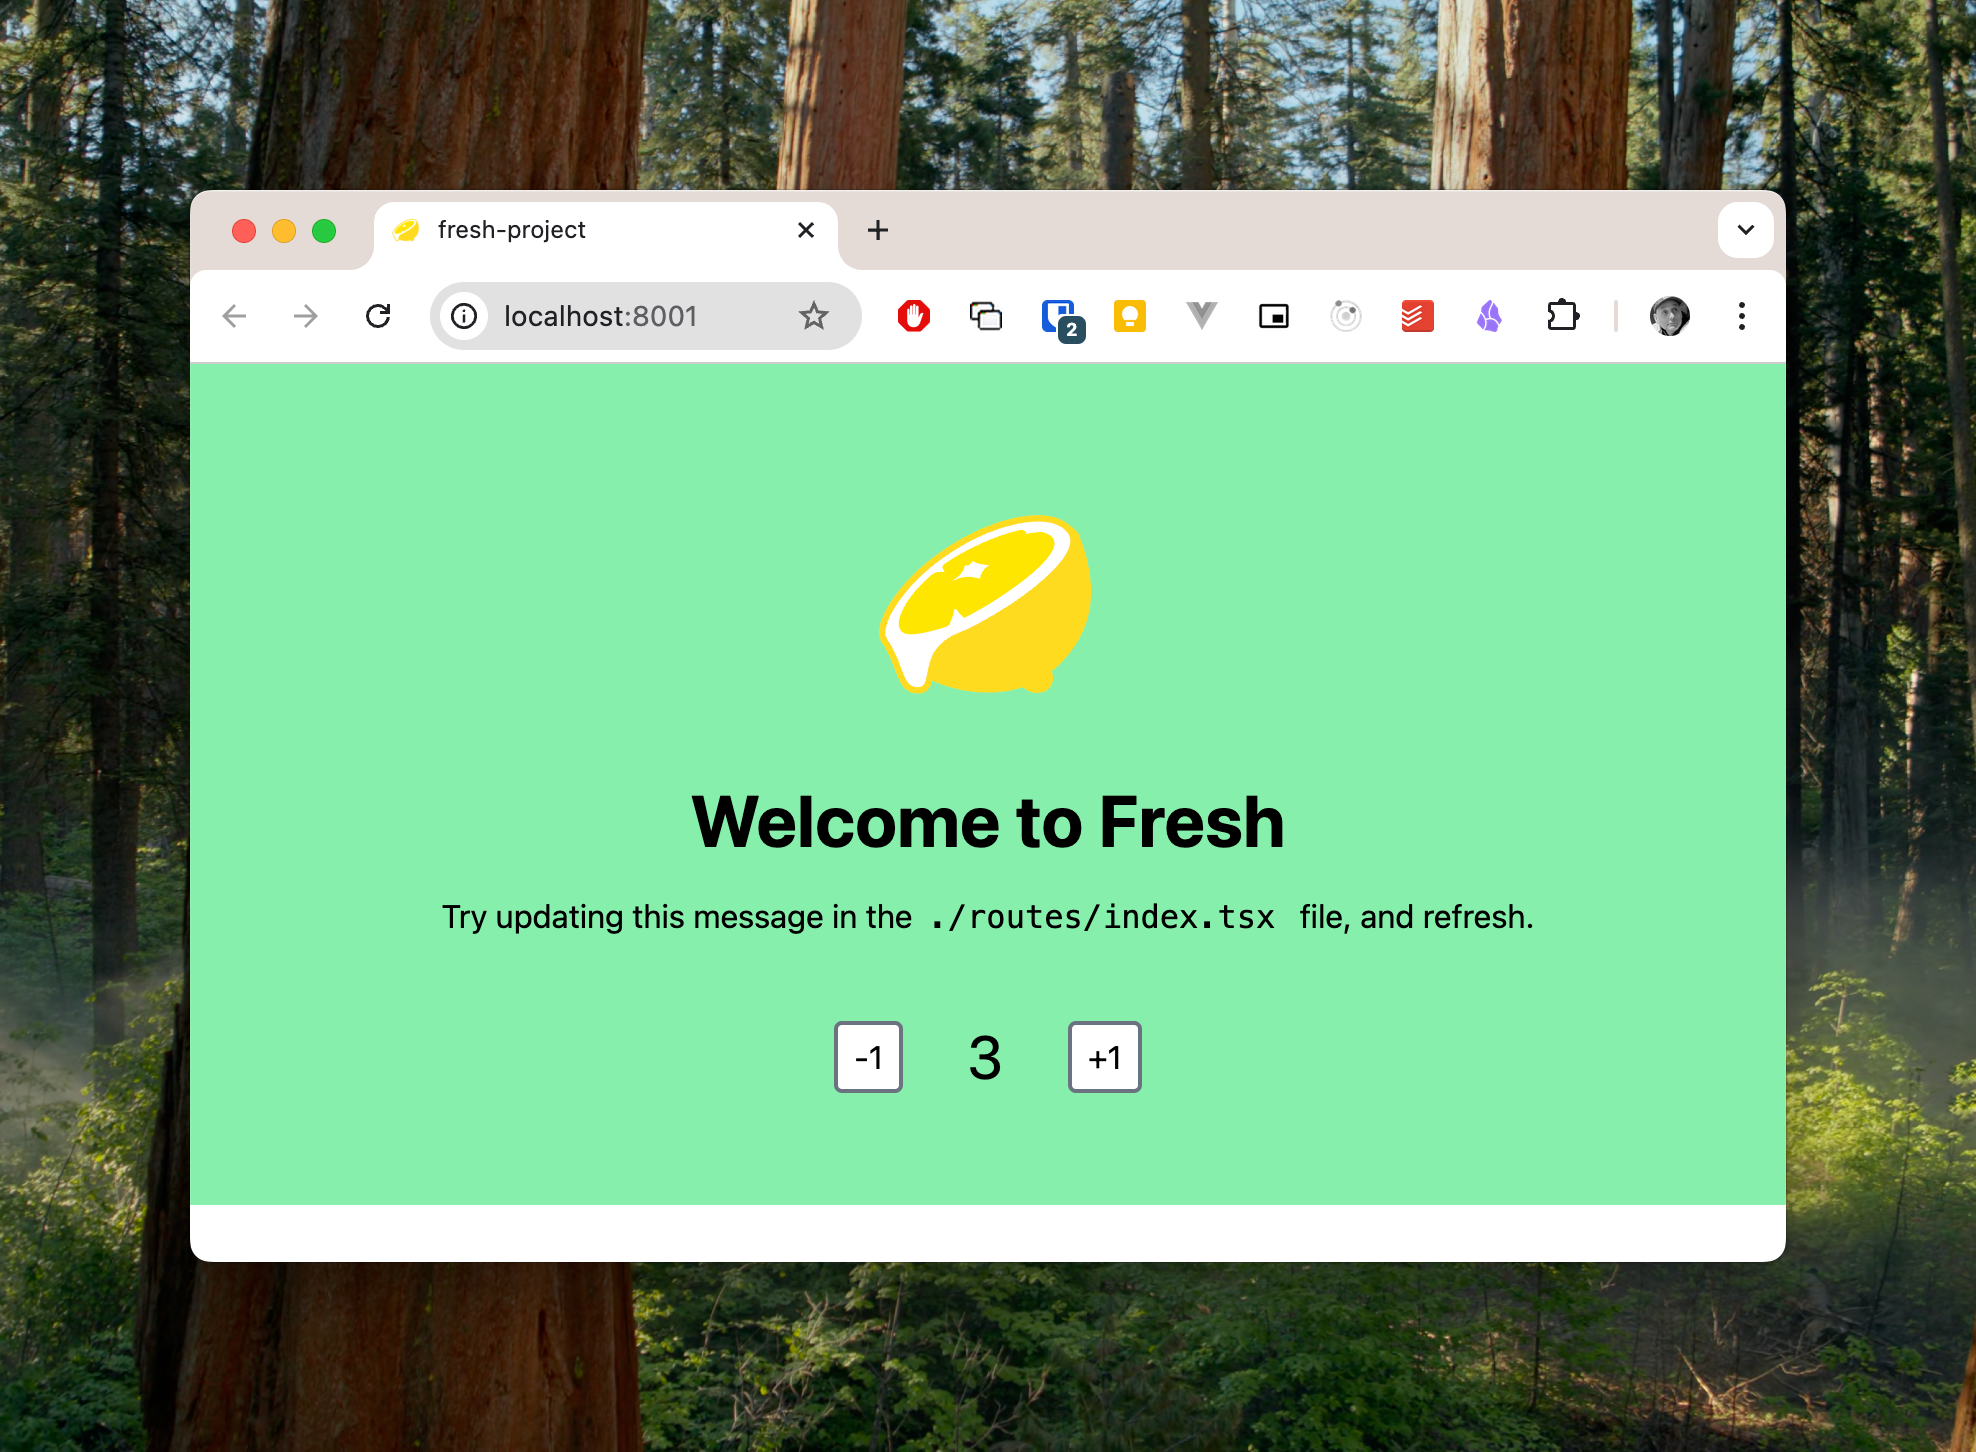 fresh-project
localhost:8001
2
Welcome to Fresh
Try updating this message in the ./routes/index.tsx file, and refresh.
-1 3 +1